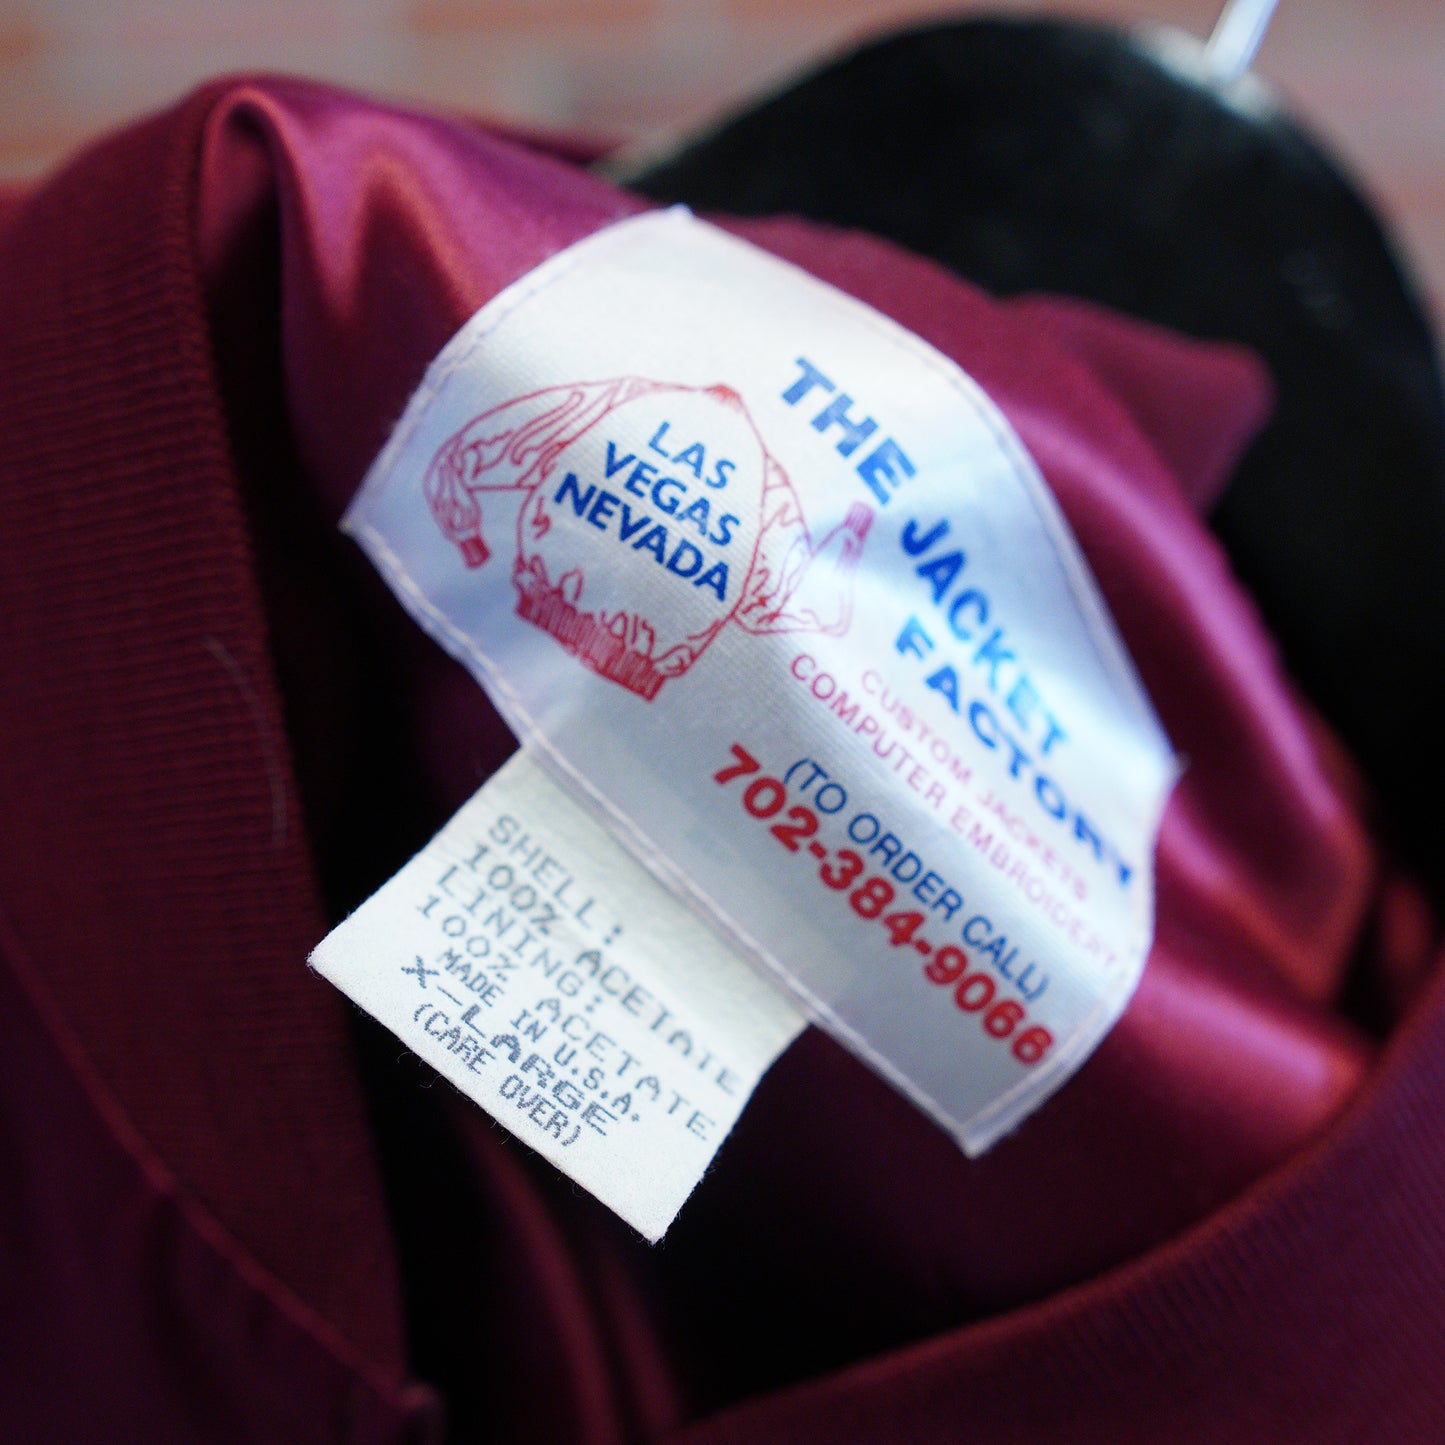 LAS
VEGAS
NEVADA
THE JACKET
FACTORY
CUSTOM JACKETS
COMPUTER EMBROIDERY
(TO ORDER CALL)
702-384-9066
SHELL:
100% ACETATE
LINING:
100% ACETATE
MADE IN U.S.A.
X-LARGE
(CARE OVER)